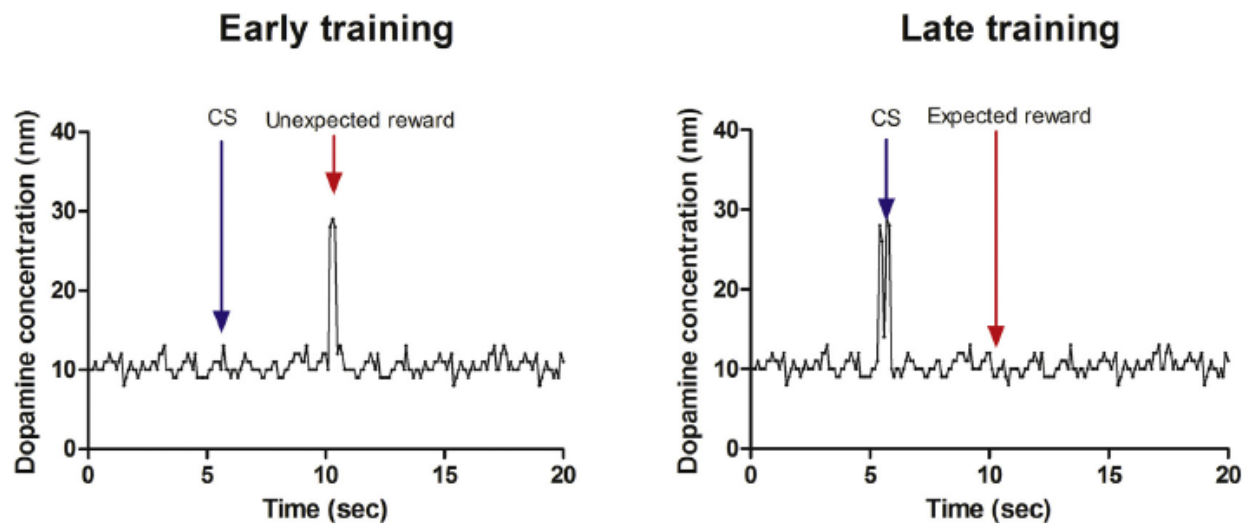 Early training
CS
Unexpected reward
Dopamine concentration (nm)
40
30
20
10
0
0 5 10 15 20
Time (sec)
Late training
CS
Expected reward
Dopamine concentration (nm)
40
30
20
10
0
0 5 10 15 20
Time (sec)